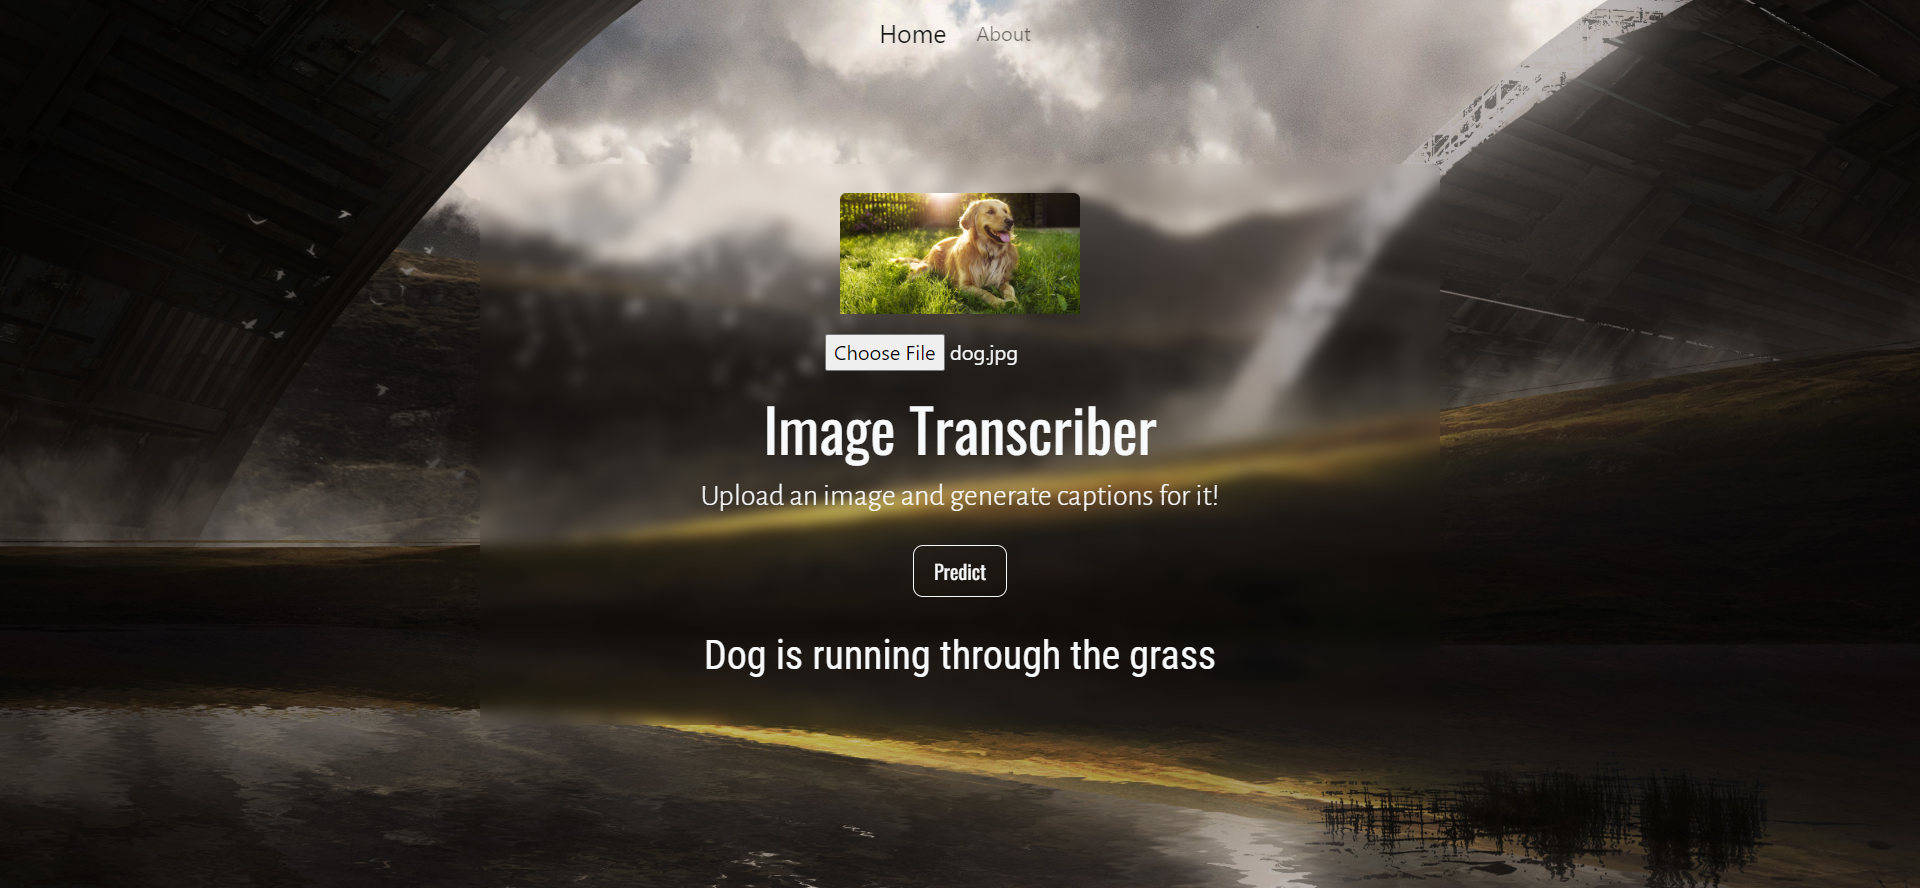 Home About
Choose File dog.jpg
Image Transcriber
Upload an image and generate captions for it!
Predict
Dog is running through the grass